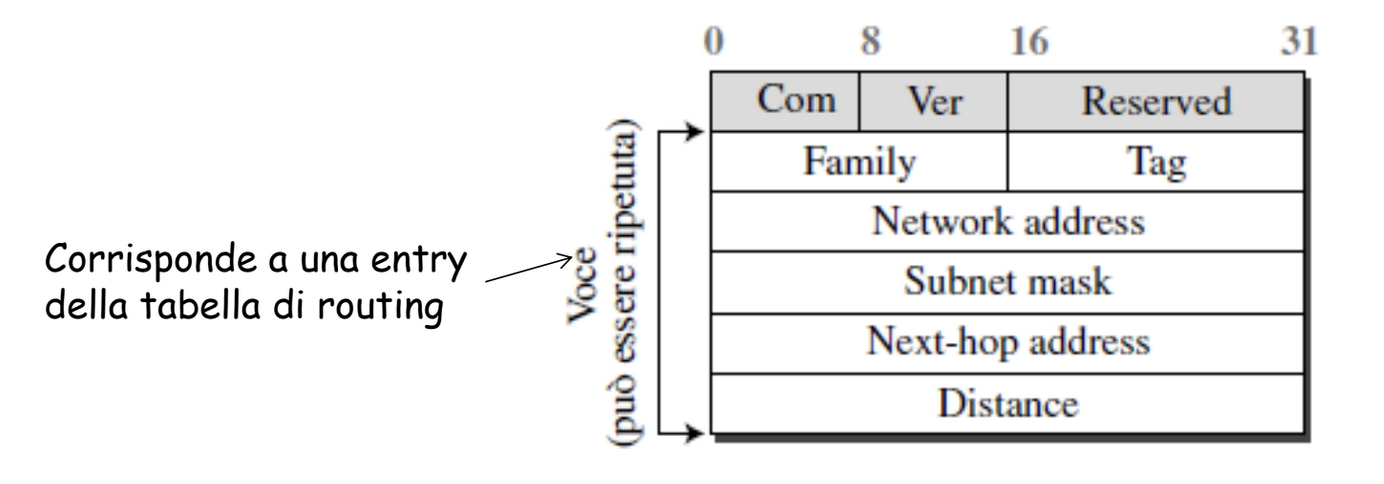 0 8 16 31
Com Ver Reserved
Family Tag
Network address
Subnet mask
Next-hop address
Distance
Voce
(può essere ripetuta)
Corrisponde a una entry
della tabella di routing